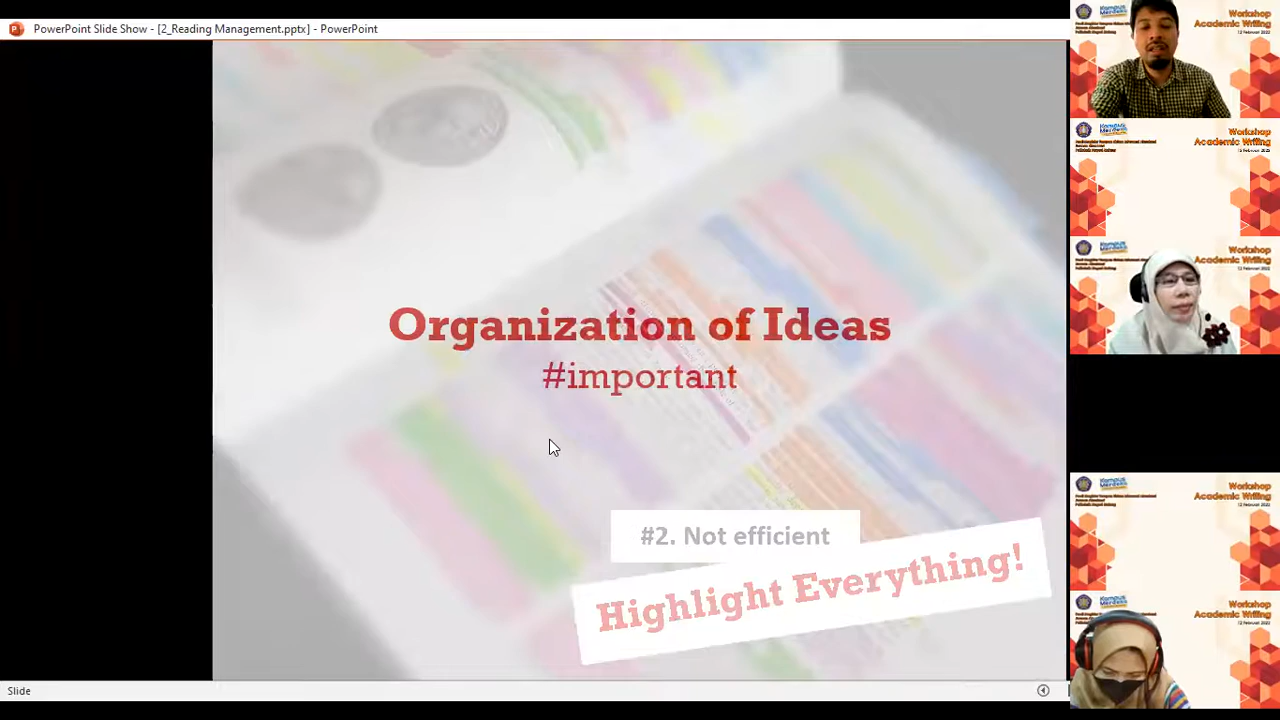 PowerPoint Slide Show - [2_Reading Management.pptx] - PowerPoint
Organization of Ideas
#important
#2. Not efficient
Highlight Everything!
Slide
Workshop
Academic Writing
Workshop
Academic Writing
Workshop
Academic Writing
Workshop
Academic Writing
Workshop
Academic Writing